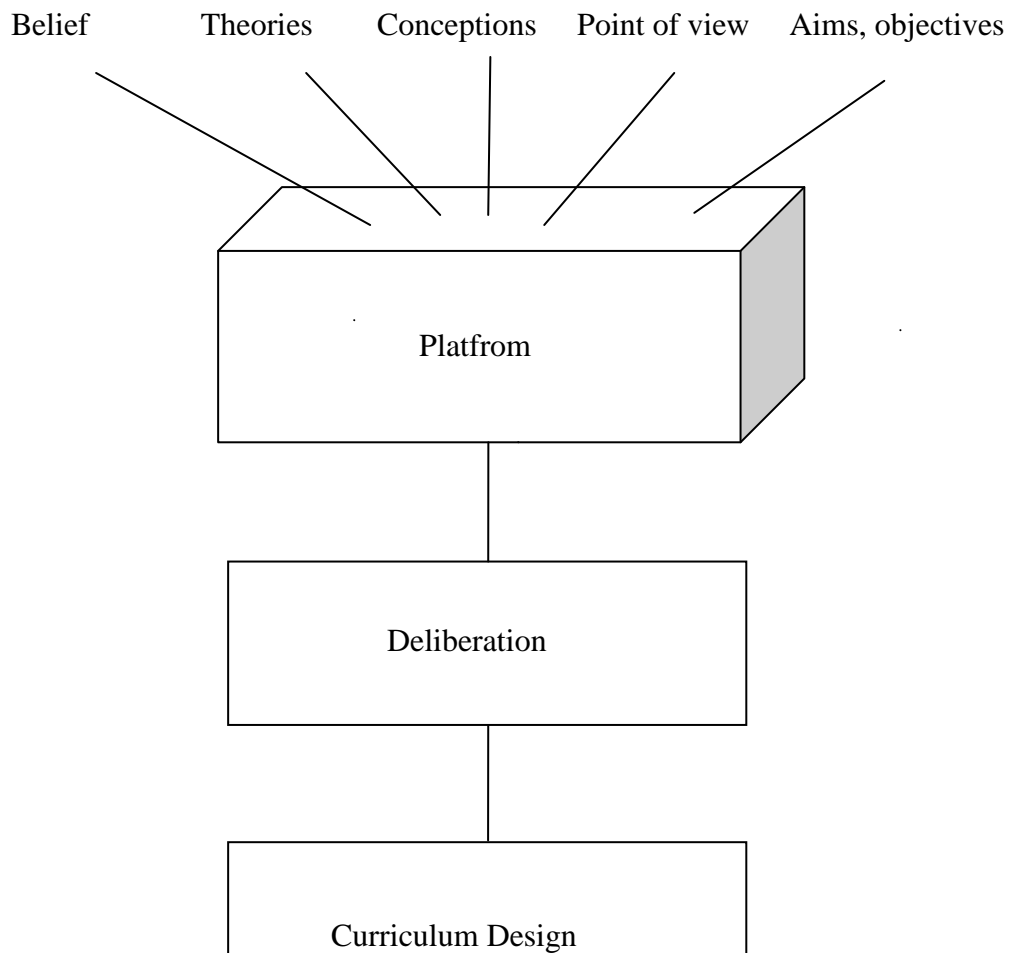 Belief Theories Conceptions Point of view Aims, objectives
Platfrom
Deliberation
Curriculum Design